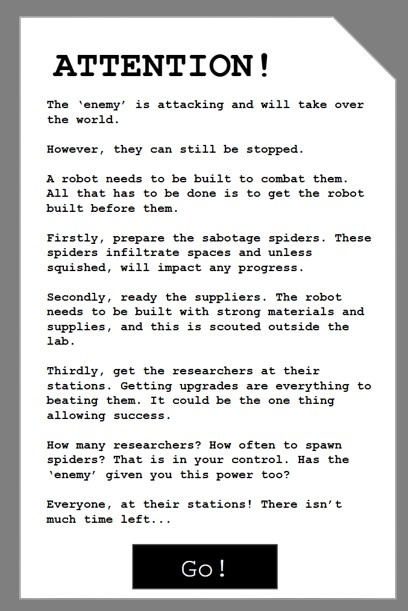 ATTENTION!
The ‘enemy’ is attacking and will take over
the world.
However, they can still be stopped.
A robot needs to be built to combat them.
All that has to be done is to get the robot
built before them.
Firstly, prepare the sabotage spiders. These
spiders infiltrate spaces and unless
squished, will impact any progress.
Secondly, ready the suppliers. The robot
needs to be built with strong materials and
supplies, and this is scouted outside the
lab.
Thirdly, get the researchers at their
stations. Getting upgrades are everything to
beating them. It could be the one thing
allowing success.
How many researchers? How often to spawn
spiders? That is in your control. Has the
‘enemy’ given you this power too?
Everyone, at their stations! There isn’t
much time left...
Go!